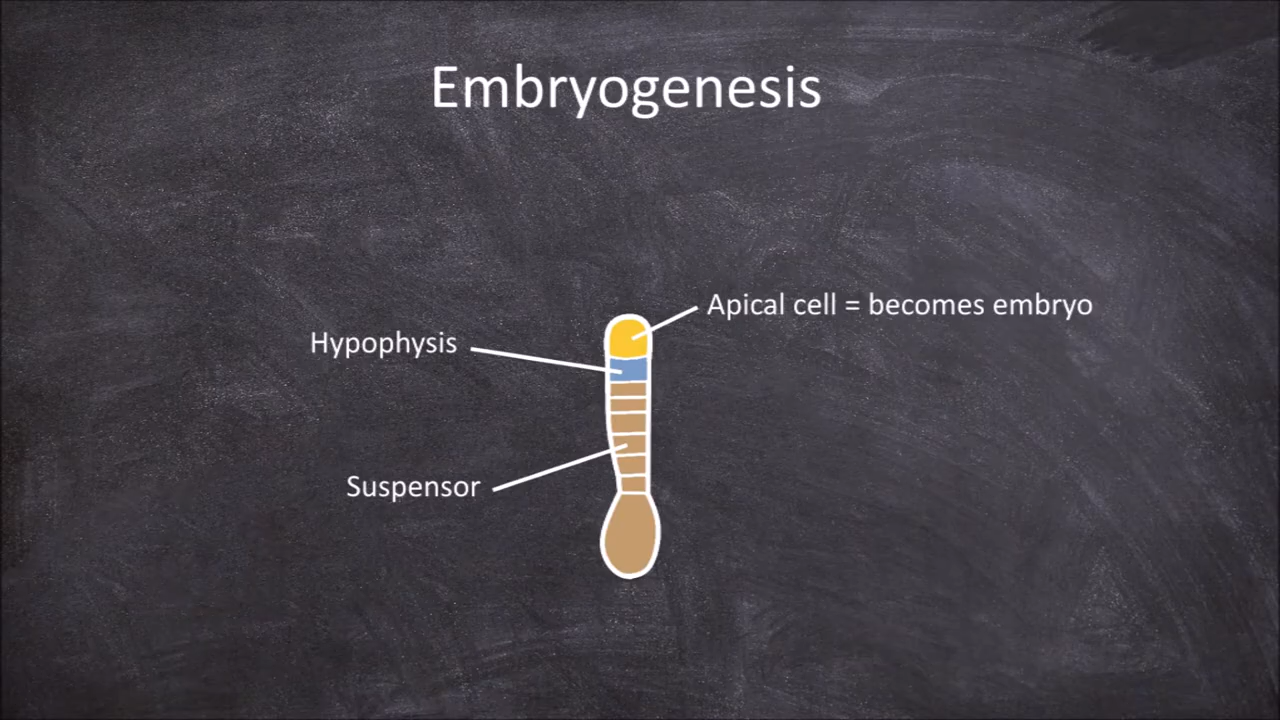 Embryogenesis
Apical cell = becomes embryo
Hypophysis
Suspensor